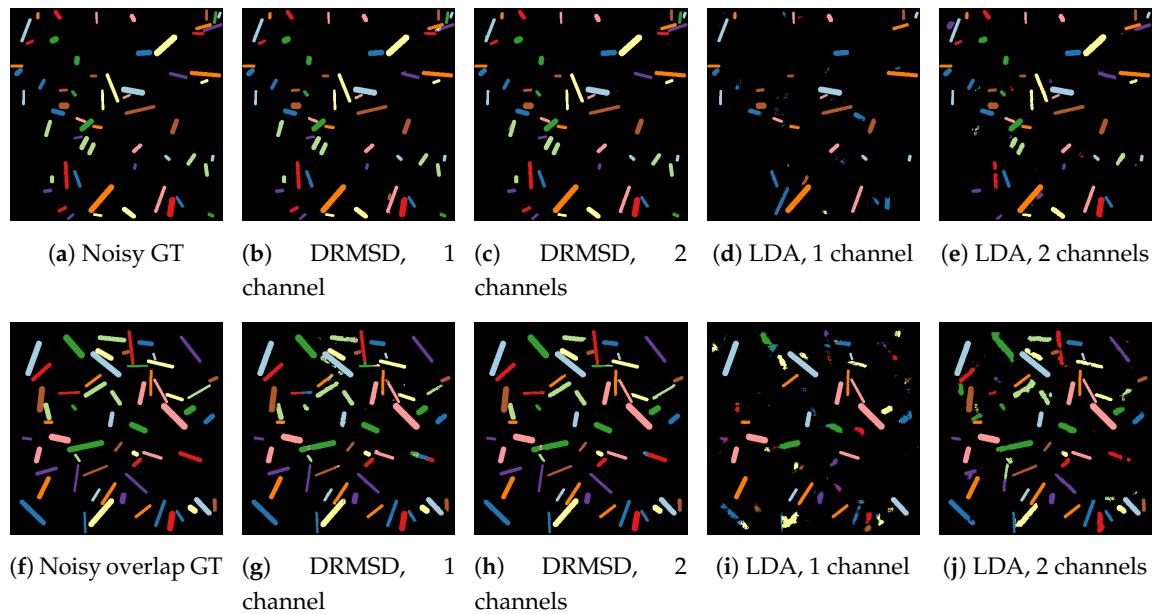 (a) Noisy GT
(b) DRMSD, 1
channel
(c) DRMSD, 2
channels
(d) LDA, 1 channel
(e) LDA, 2 channels
(f) Noisy overlap GT
(g) DRMSD, 1
channel
(h) DRMSD, 2
channels
(i) LDA, 1 channel
(j) LDA, 2 channels